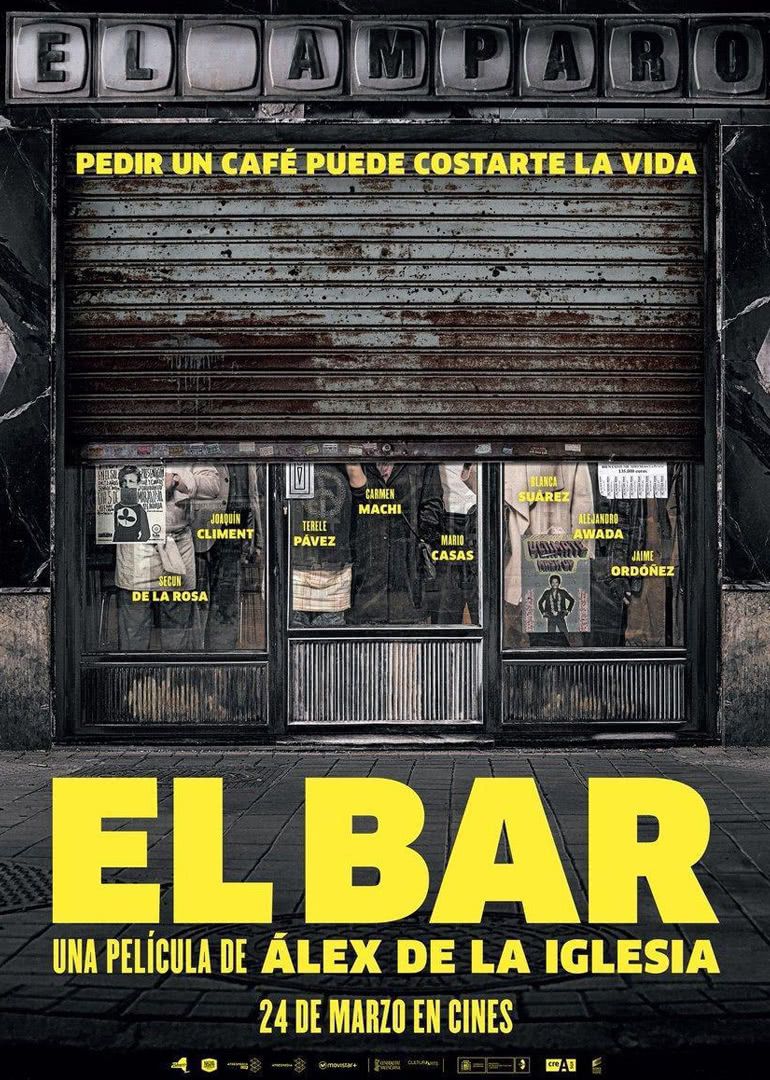 EL AMPARO
PEDIR UN CAFÉ PUEDE COSTARTE LA VIDA
JOAQUÍN
CLIMENT
SECUN
DE LA ROSA
TERELE
PÁVEZ
CARMEN
MACHI
MARIO
CASAS
BLANCA
SUÁREZ
ALEJANDRO
AWADA
JAIME
ORDÓÑEZ
EL BAR
UNA PELÍCULA DE ÁLEX DE LA IGLESIA
24 DE MARZO EN CINES
movistar+